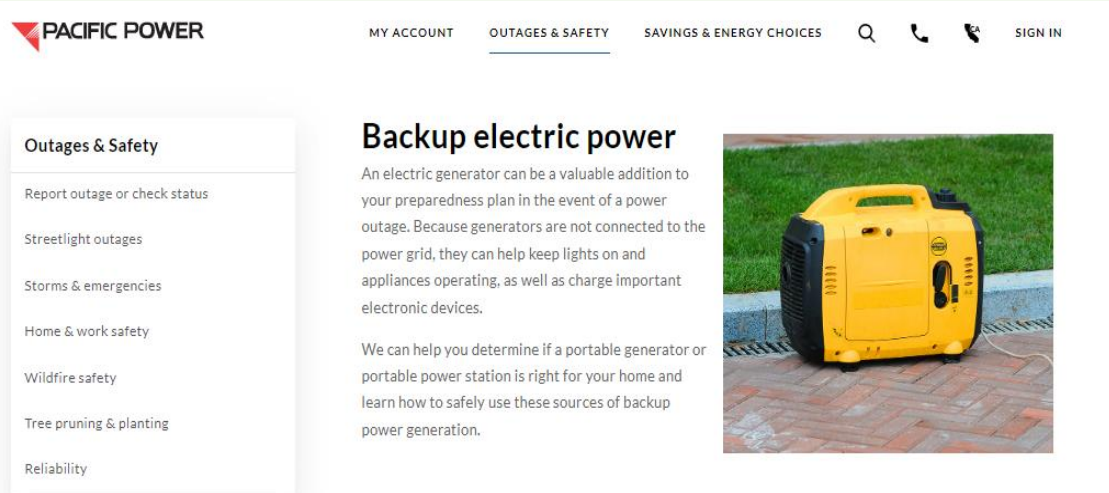 PACIFIC POWER
MY ACCOUNT
OUTAGES & SAFETY
SAVINGS & ENERGY CHOICES
CA
SIGN IN
Outages & Safety
Report outage or check status
Streetlight outages
Storms & emergencies
Home & work safety
Wildfire safety
Tree pruning & planting
Reliability
Backup electric power
An electric generator can be a valuable addition to
your preparedness plan in the event of a power
outage. Because generators are not connected to the
power grid, they can help keep lights on and
appliances operating, as well as charge important
electronic devices.
We can help you determine if a portable generator or
portable power station is right for your home and
learn how to safely use these sources of backup
power generation.